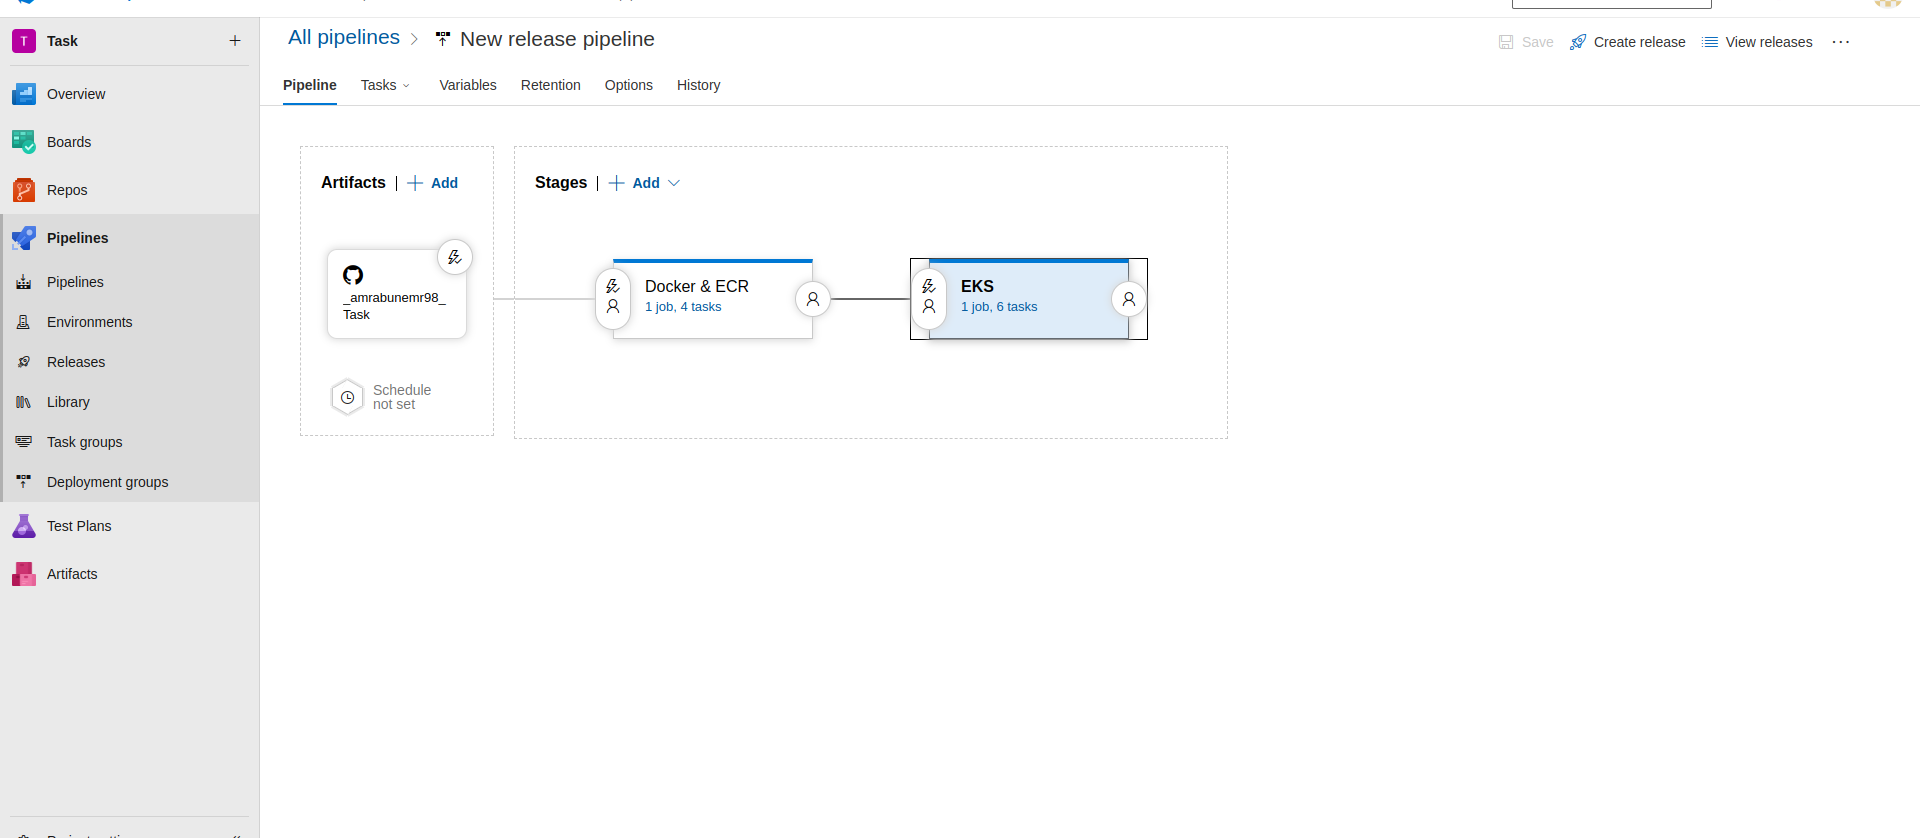 T
Task
Overview
Boards
Repos
Pipelines
Pipelines
Environments
Releases
Library
Task groups
Deployment groups
Test Plans
Artifacts
All pipelines
New release pipeline
Save
Create release
View releases
Pipeline
Tasks
Variables
Retention
Options
History
Artifacts
Add
_amrabunemr98_
Task
Schedule
not set
Stages
Add
Docker & ECR
1 job, 4 tasks
EKS
1 job, 6 tasks